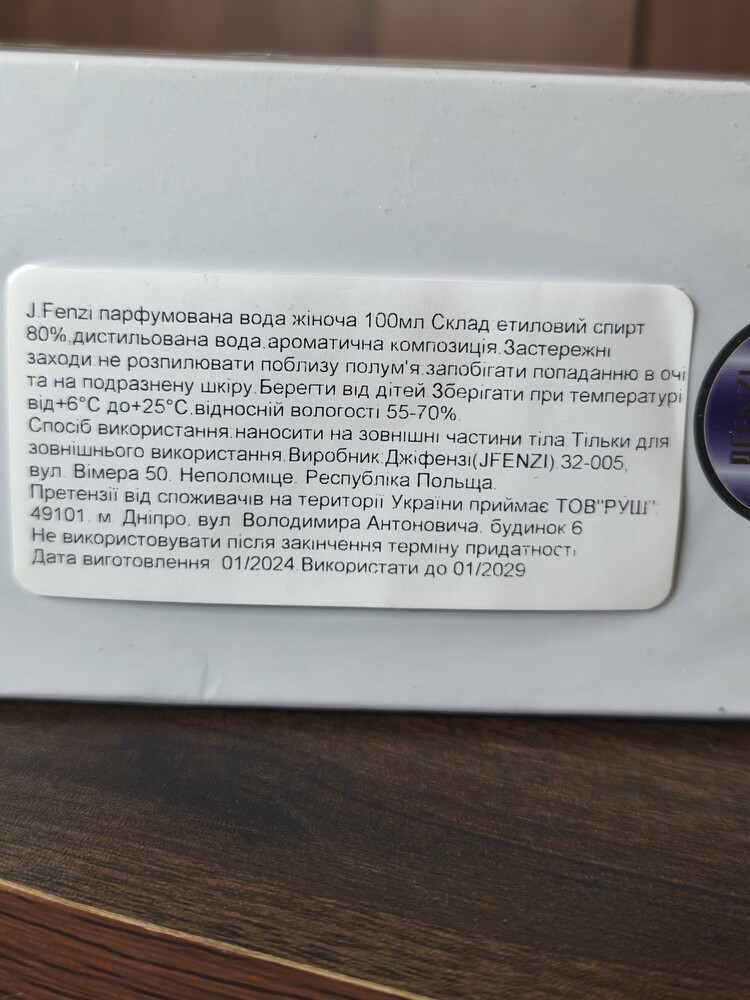 J.Fenzi парфумована вода жіноча 100мл.Склад:етиловий спирт
80%,дистильована вода,ароматична композиція.Застережні
заходи:не розпилювати поблизу полум'я.запобігати попаданню в очі
та на подразнену шкіру.Берегти від дітей.Зберігати при температурі
від+6°С до+25°С,відносній вологості 55-70%.
Спосіб використання:наносити на зовнішні частини тіла.Тільки для
зовнішнього використання.Виробник:Джіфензі(JFENZI).32-005,
вул. Вімера 50. Неполоміце. Республіка Польща.
Претензії від споживачів на території України приймає ТОВ"РУШ":
49101. м. Дніпро. вул. Володимира Антоновича. будинок 6
Не використовувати після закінчення терміну придатності
Дата виготовлення 01/2024.Використати до 01/2029